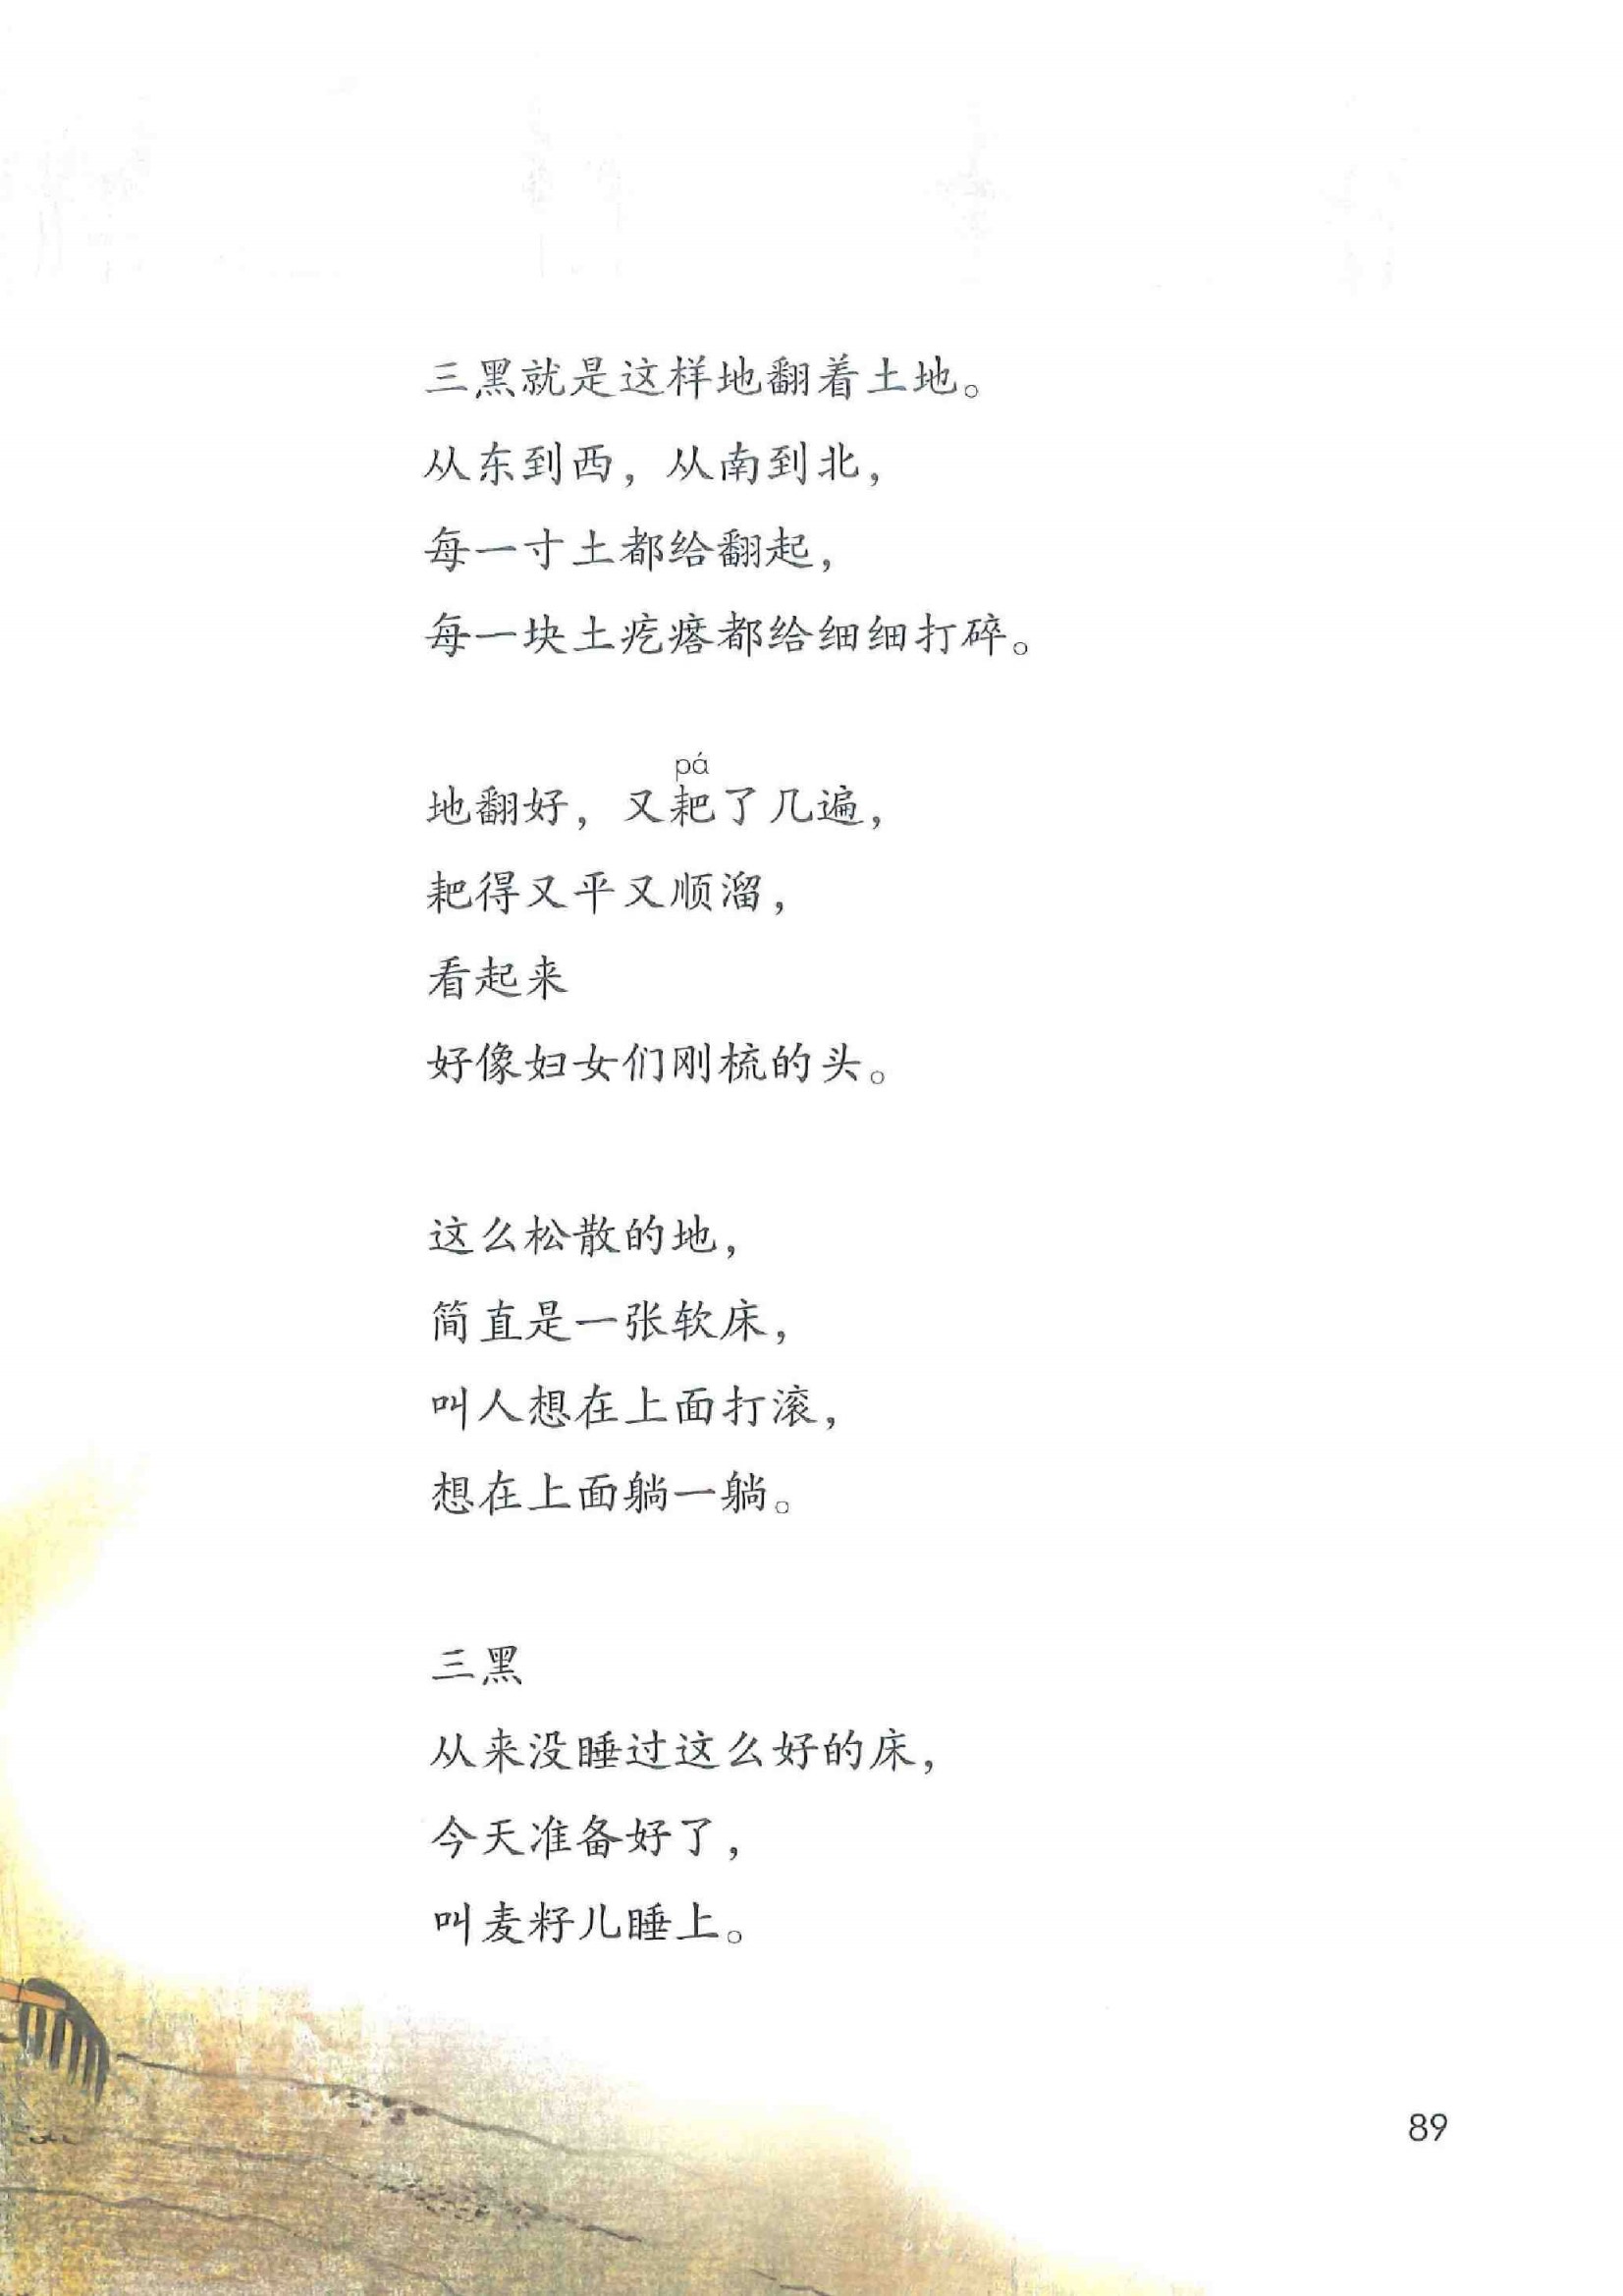 三黑就是这样地翻着土地。
从东到西，从南到北，
每一寸土都给翻起，
每一块土疙瘩都给细细打碎。
pá
地翻好，又耙了几遍，
耙得又平又顺溜，
看起来
好像妇女们刚梳的头。
这么松散的地，
简直是一张软床，
叫人想在上面打滚，
想在上面躺一躺。
三黑
从来没睡过这么好的床，
今天准备好了，
叫麦籽儿睡上。
89